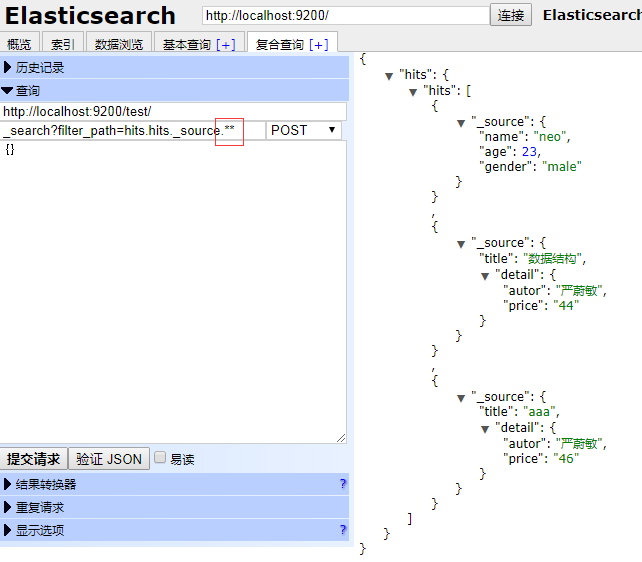 Elasticsearch http://localhost:9200/ 连接 Elasticsearch
概览 索引 数据浏览 基本查询 [+] 复合查询 [+]
历史记录
查询
http://localhost:9200/test/
_search?filter_path=hits.hits._source.** POST
{}
提交请求 验证 JSON 易读
结果转换器 ?
重复请求
显示选项 ?
{
"hits": {
"hits": [
{
"_source": {
"name": "neo",
"age": 23,
"gender": "male"
}
}
,
{
"_source": {
"title": "数据结构",
"detail": {
"autor": "严蔚敏",
"price": "44"
}
}
}
,
{
"_source": {
"title": "aaa",
"detail": {
"autor": "严蔚敏",
"price": "46"
}
}
}
]
}
}